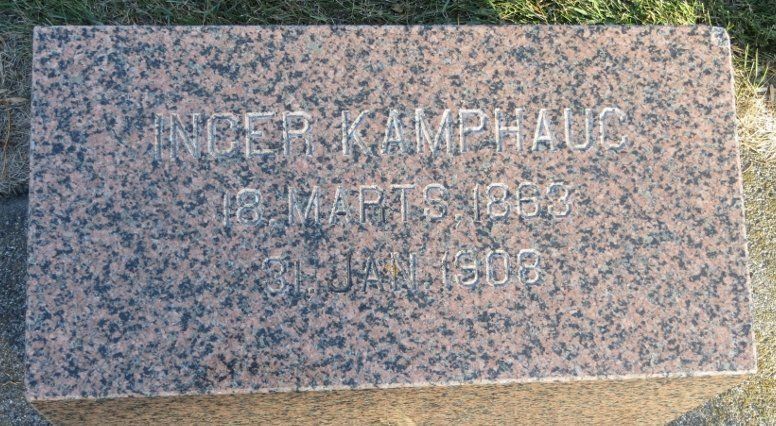 INGER KAMPHAUG
18. MARTS, 1863
31. JAN. 1908